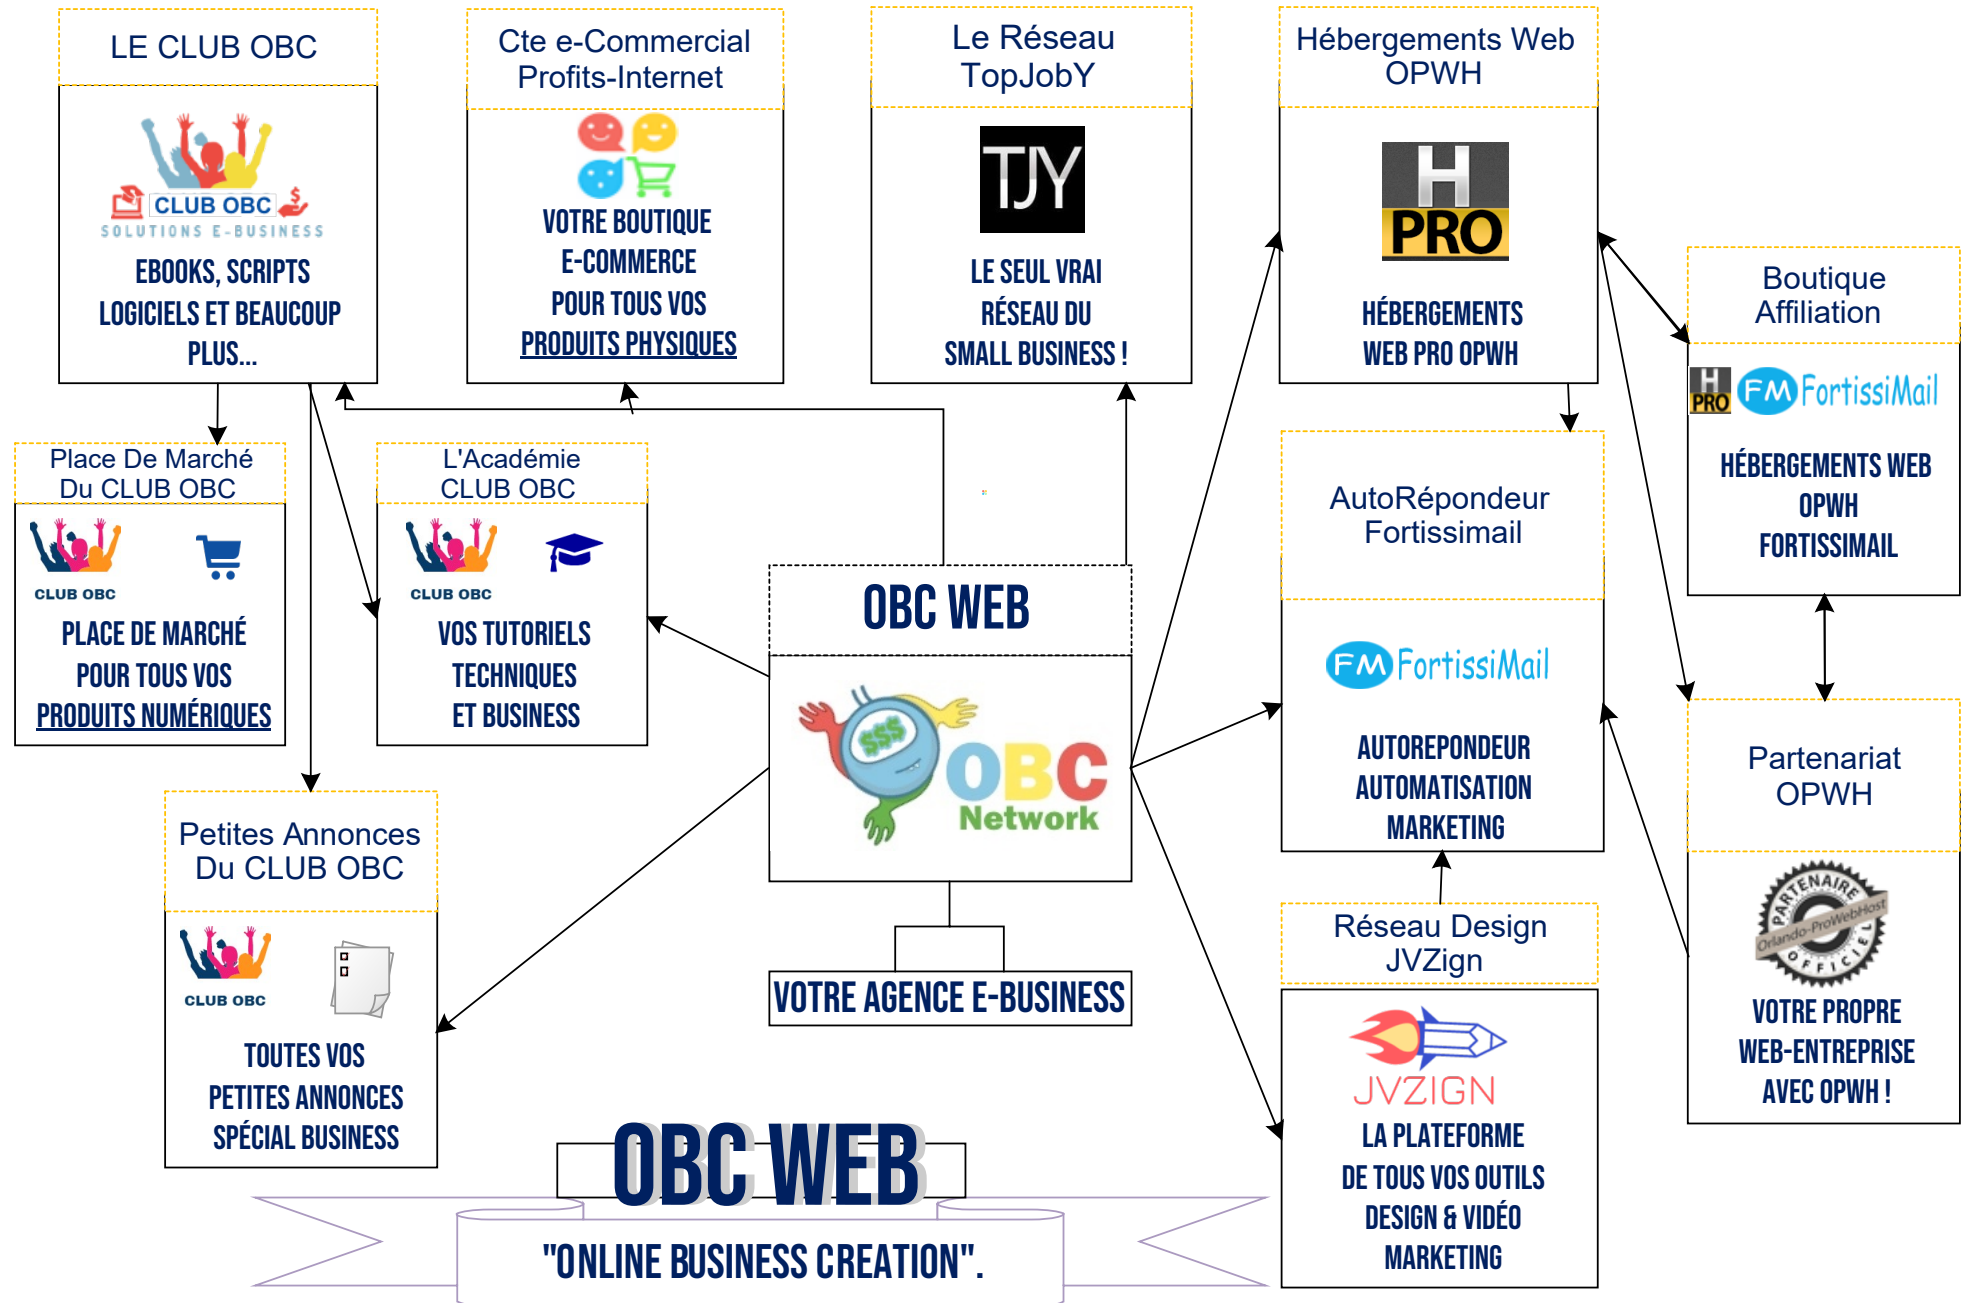 LE CLUB OBC
CLUB OBC
SOLUTIONS E-BUSINESS
EBOOKS, SCRIPTS
LOGICIELS ET BEAUCOUP
PLUS...
Cte e-Commercial
Profits-Internet
VOTRE BOUTIQUE
E-COMMERCE
POUR TOUS VOS
PRODUITS PHYSIQUES
Le Réseau
TopJobY
TJY
LE SEUL VRAI
RÉSEAU DU
SMALL BUSINESS !
Hébergements Web
OPWH
H
PRO
HÉBERGEMENTS
WEB PRO OPWH
Boutique
Affiliation
H
PRO
FM FortissiMail
HÉBERGEMENTS WEB
OPWH
FORTISSIMAIL
Place De Marché
Du CLUB OBC
CLUB OBC
PLACE DE MARCHÉ
POUR TOUS VOS
PRODUITS NUMÉRIQUES
L'Académie
CLUB OBC
CLUB OBC
VOS TUTORIELS
TECHNIQUES
ET BUSINESS
OBC WEB
$$$
OBC
Network
VOTRE AGENCE E-BUSINESS
AutoRépondeur
Fortissimail
FM FortissiMail
AUTOREPONDEUR
AUTOMATISATION
MARKETING
Partenariat
OPWH
PARTENAIRE
Orlando-ProWebHost
OFFICIEL
VOTRE PROPRE
WEB-ENTREPRISE
AVEC OPWH !
Petites Annonces
Du CLUB OBC
CLUB OBC
TOUTES VOS
PETITES ANNONCES
SPÉCIAL BUSINESS
Réseau Design
JVZign
JVZIGN
LA PLATEFORME
DE TOUS VOS OUTILS
DESIGN & VIDÉO
MARKETING
OBC WEB
"ONLINE BUSINESS CREATION".